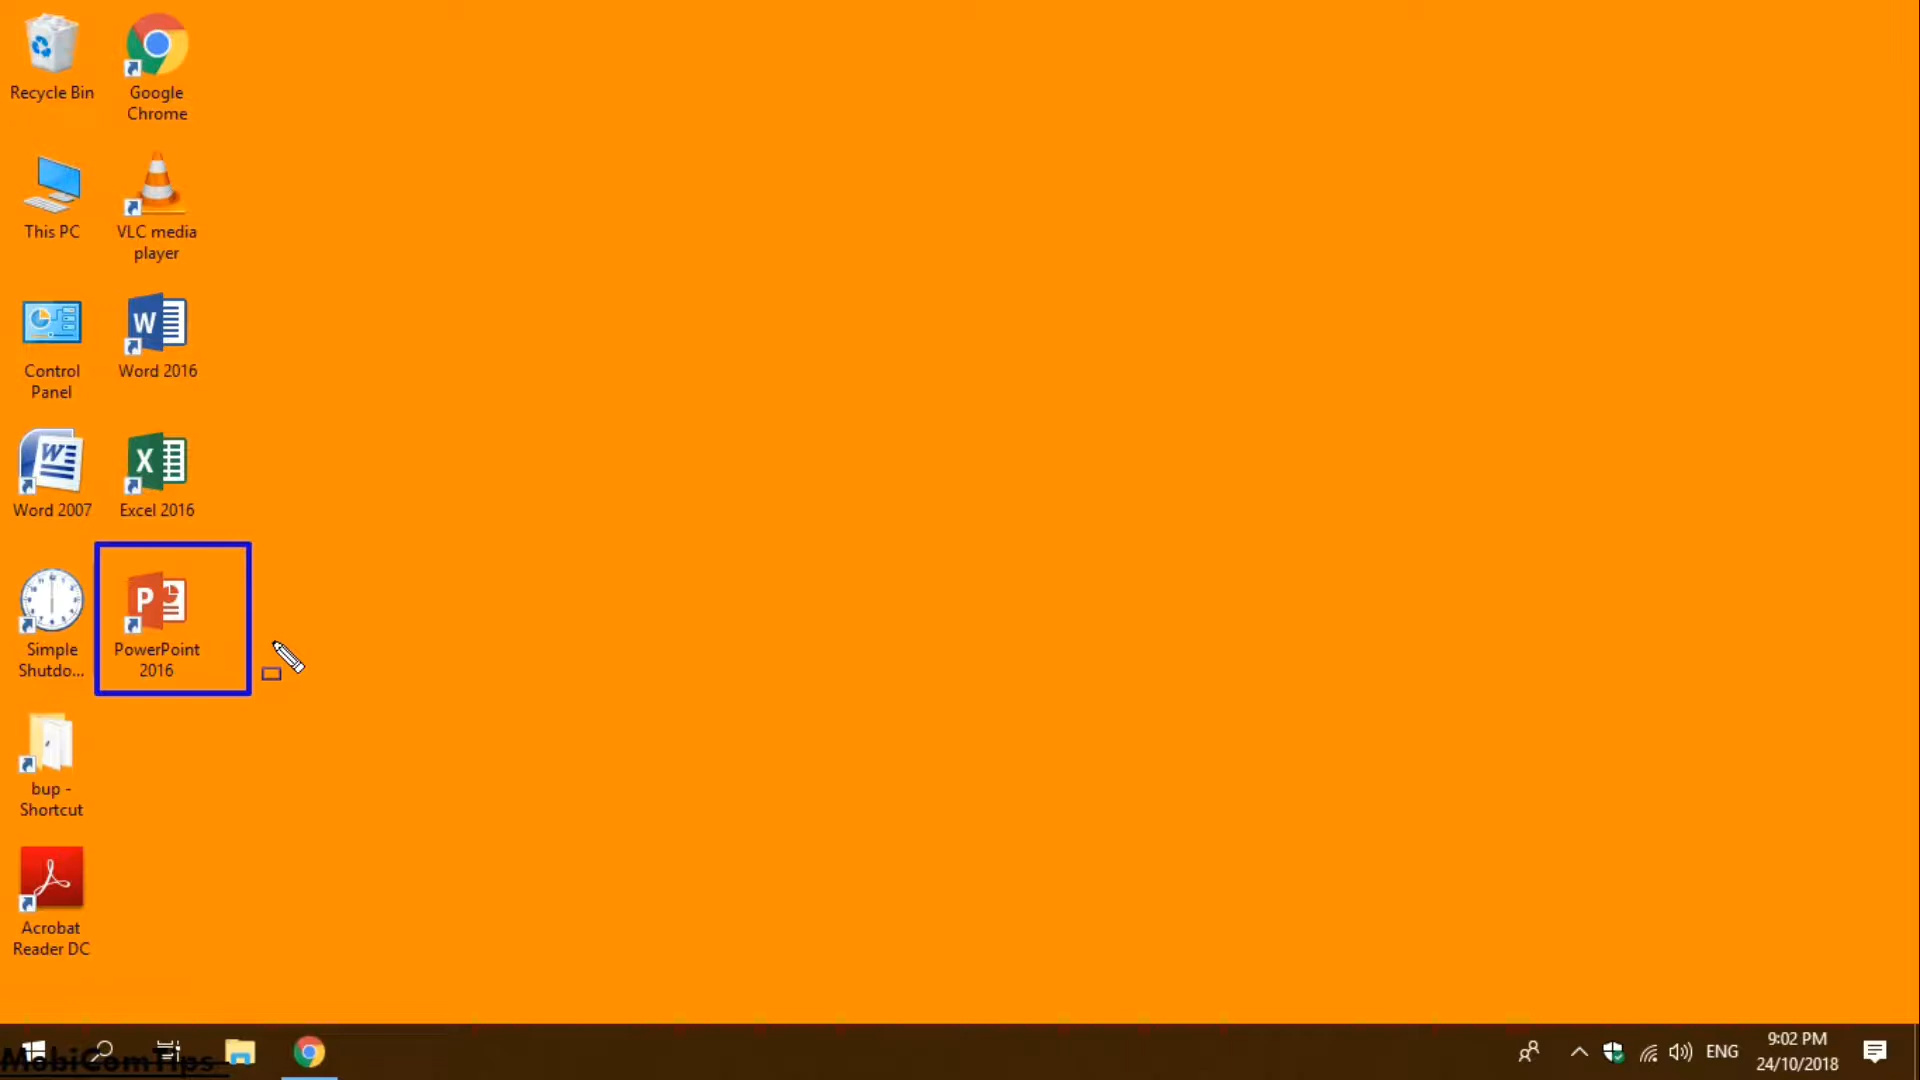 Recycle Bin
Google
Chrome
This PC
VLC media
player
Control
Panel
W
Word 2016
W
Word 2007
X
Excel 2016
Simple
Shutdo...
P
PowerPoint
2016
bup -
Shortcut
Acrobat
Reader DC
MobiComTips
ENG
9:02 PM
24/10/2018